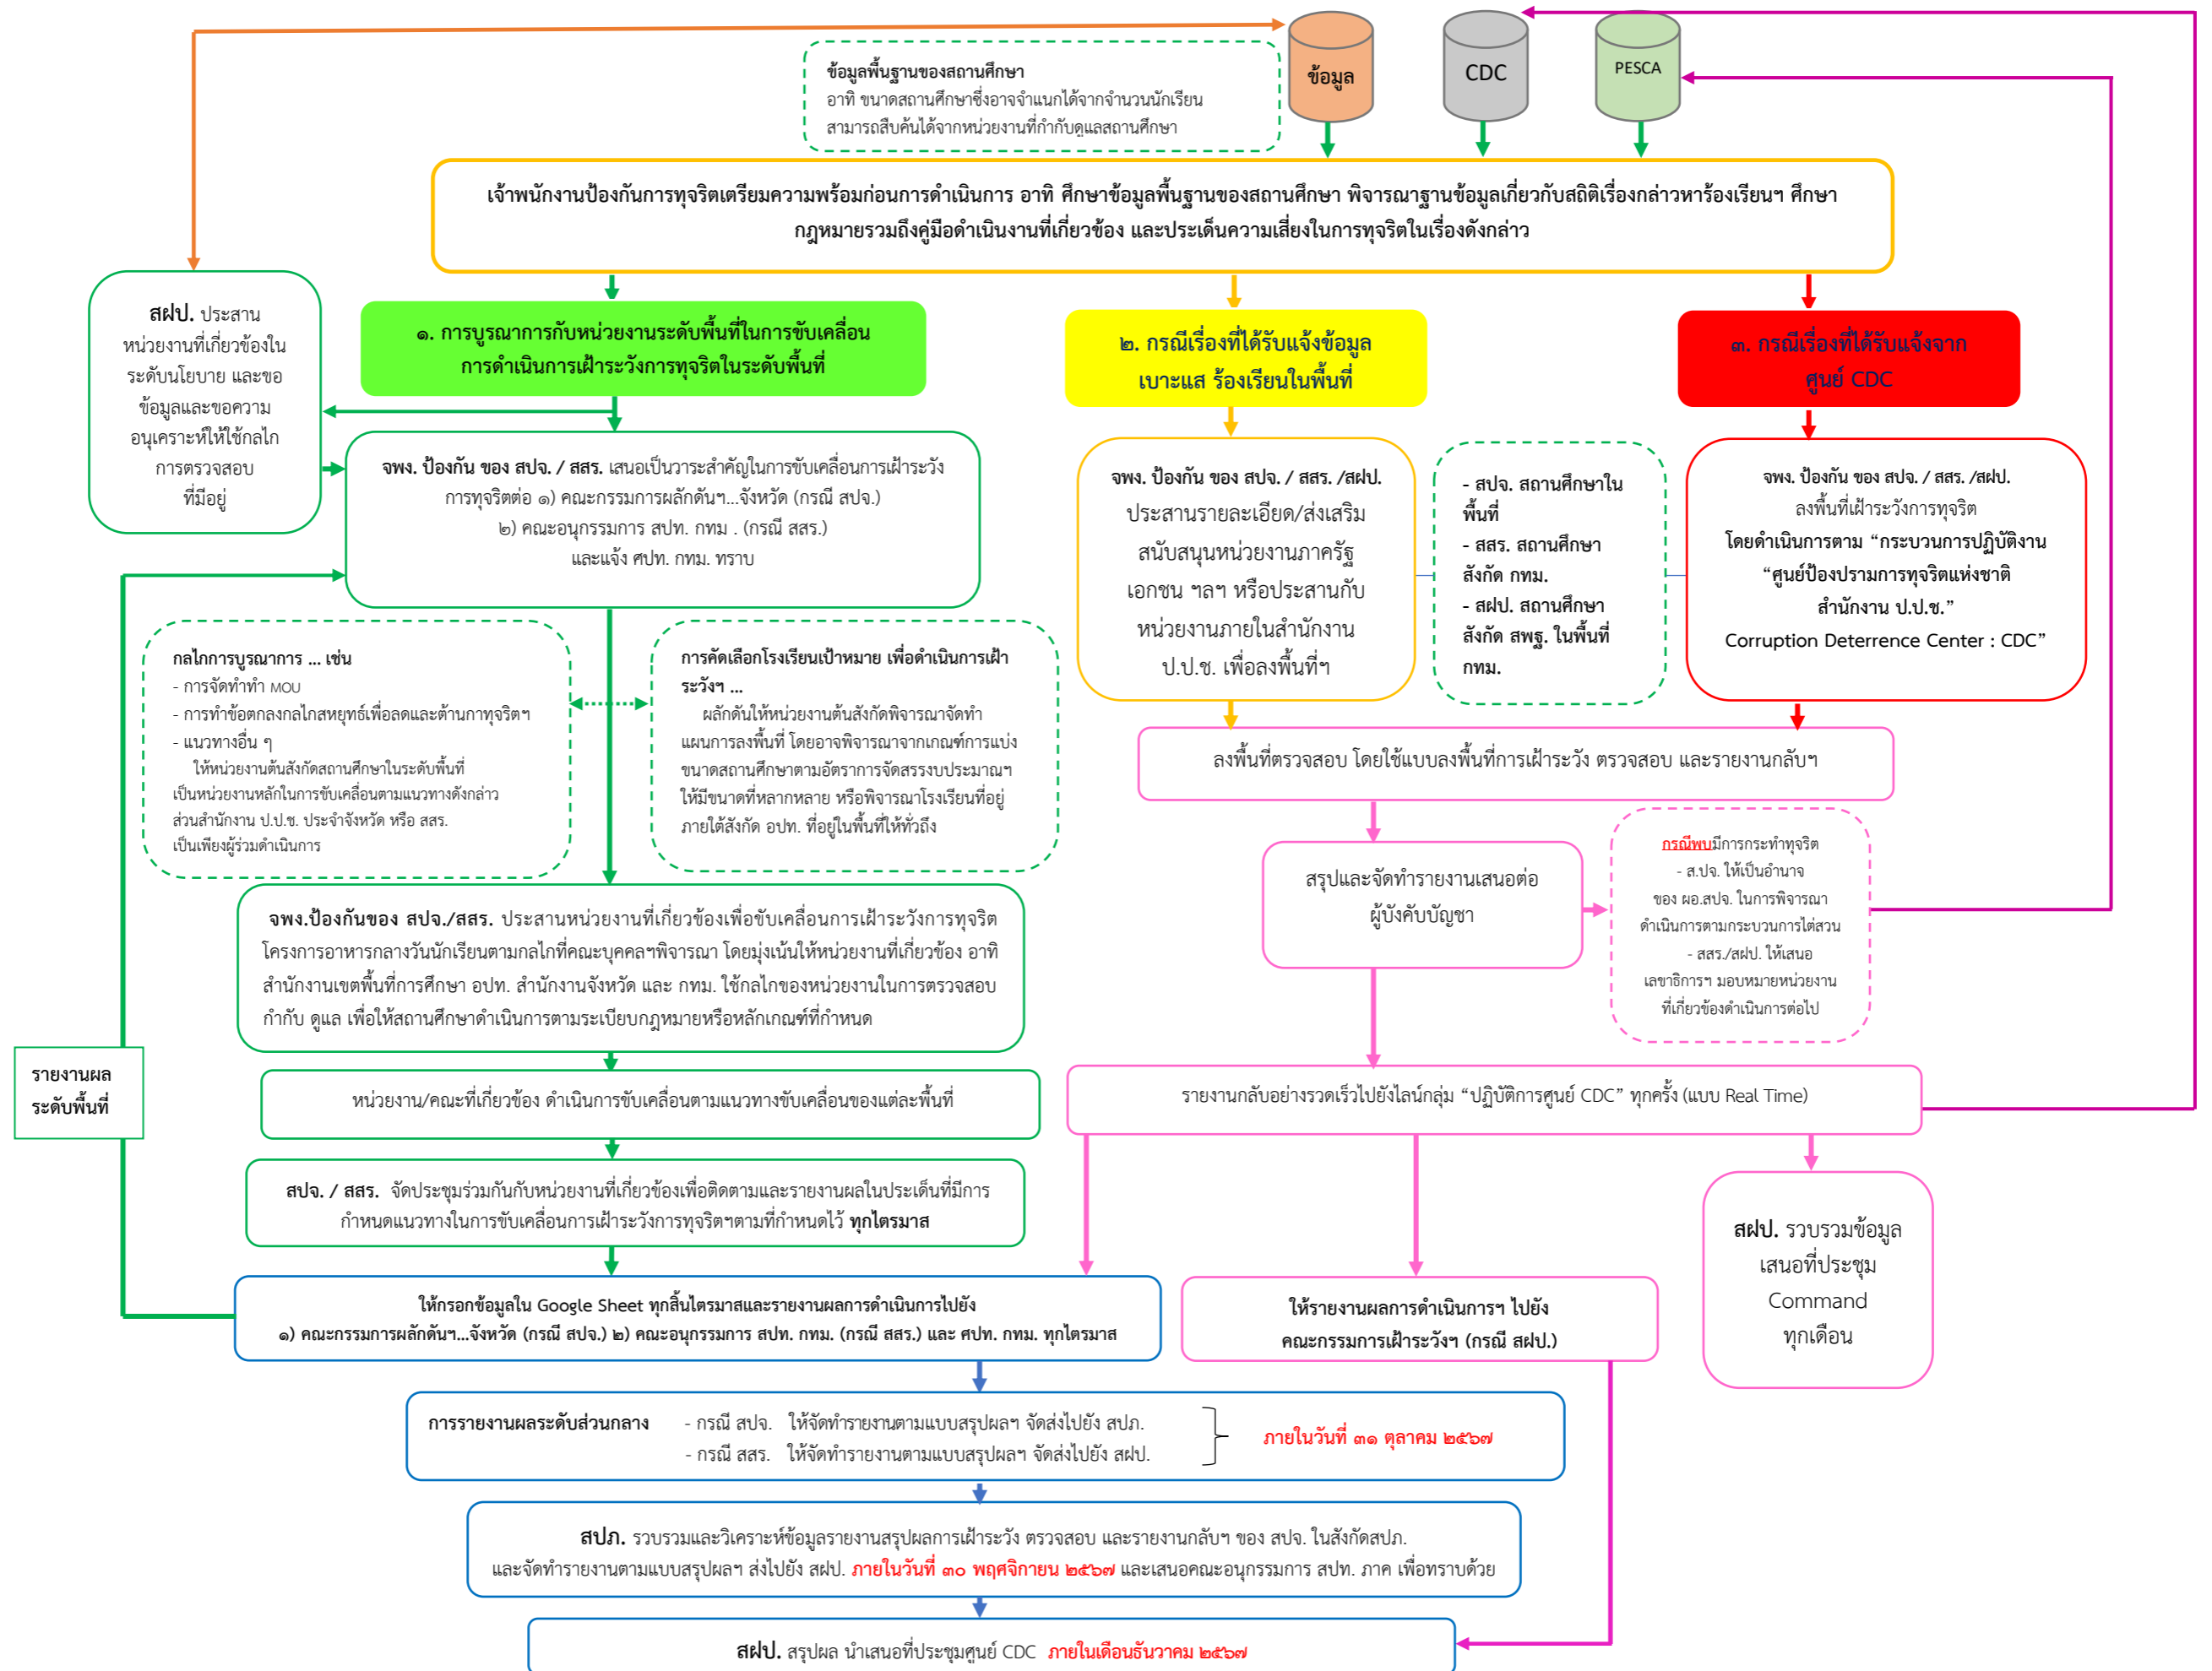 ข้อมูล
CDC
PESCA
ข้อมูลพื้นฐานของสถานศึกษา
อาทิ ขนาดสถานศึกษาซึ่งอาจจำแนกได้จากจำนวนนักเรียน
สามารถสืบค้นได้จากหน่วยงานที่กำกับดูแลสถานศึกษา
เจ้าพนักงานป้องกันการทุจริตเตรียมความพร้อมก่อนการดำเนินการ อาทิ ศึกษาข้อมูลพื้นฐานของสถานศึกษา พิจารณาฐานข้อมูลเกี่ยวกับสถิติเรื่องกล่าวหาร้องเรียนฯ ศึกษา
กฎหมายรวมถึงคู่มือดำเนินงานที่เกี่ยวข้อง และประเด็นความเสี่ยงในการทุจริตในเรื่องดังกล่าว
สฝป. ประสาน
หน่วยงานที่เกี่ยวข้องใน
ระดับนโยบาย และขอ
ข้อมูลและขอความ
อนุเคราะห์ให้ใช้กลไก
การตรวจสอบ
ที่มีอยู่
๑. การบูรณาการกับหน่วยงานระดับพื้นที่ในการขับเคลื่อน
การดำเนินการเฝ้าระวังการทุจริตในระดับพื้นที่
๒. กรณีเรื่องที่ได้รับแจ้งข้อมูล
เบาะแส ร้องเรียนในพื้นที่
๓. กรณีเรื่องที่ได้รับแจ้งจาก
ศูนย์ CDC
จพง. ป้องกัน ของ สปจ. / สสร. เสนอเป็นวาระสำคัญในการขับเคลื่อนการเฝ้าระวัง
การทุจริตต่อ ๑) คณะกรรมการผลักดันฯ...จังหวัด (กรณี สปจ.)
๒) คณะอนุกรรมการ สปท. กทม . (กรณี สสร.)
และแจ้ง ศปท. กทม. ทราบ
จพง. ป้องกัน ของ สปจ. / สสร. /สฝป.
ประสานรายละเอียด/ส่งเสริม
สนับสนุนหน่วยงานภาครัฐ
เอกชน ฯลฯ หรือประสานกับ
หน่วยงานภายในสำนักงาน
ป.ป.ช. เพื่อลงพื้นที่ฯ
- สปจ. สถานศึกษาใน
พื้นที่
- สสร. สถานศึกษา
สังกัด กทม.
- สฝป. สถานศึกษา
สังกัด สพฐ. ในพื้นที่
กทม.
จพง. ป้องกัน ของ สปจ. / สสร. /สฝป.
ลงพื้นที่เฝ้าระวังการทุจริต
โดยดำเนินการตาม “กระบวนการปฏิบัติงาน
“ศูนย์ป้องปรามการทุจริตแห่งชาติ
สำนักงาน ป.ป.ช.”
Corruption Deterrence Center : CDC”
กลไกการบูรณาการ ... เช่น
- การจัดทำทำ MOU
- การทำข้อตกลงกลไกสหยุทธ์เพื่อลดและต้านกาทุจริตฯ
- แนวทางอื่น ๆ
ให้หน่วยงานต้นสังกัดสถานศึกษาในระดับพื้นที่
เป็นหน่วยงานหลักในการขับเคลื่อนตามแนวทางดังกล่าว
ส่วนสำนักงาน ป.ป.ช. ประจำจังหวัด หรือ สสร.
เป็นเพียงผู้ร่วมดำเนินการ
การคัดเลือกโรงเรียนเป้าหมาย เพื่อดำเนินการเฝ้า
ระวังฯ ...
ผลักดันให้หน่วยงานต้นสังกัดพิจารณาจัดทำ
แผนการลงพื้นที่ โดยอาจพิจารณาจากเกณฑ์การแบ่ง
ขนาดสถานศึกษาตามอัตราการจัดสรรงบประมาณฯ
ให้มีขนาดที่หลากหลาย หรือพิจารณาโรงเรียนที่อยู่
ภายใต้สังกัด อปท. ที่อยู่ในพื้นที่ให้ทั่วถึง
ลงพื้นที่ตรวจสอบ โดยใช้แบบลงพื้นที่การเฝ้าระวัง ตรวจสอบ และรายงานกลับฯ
สรุปและจัดทำรายงานเสนอต่อ
ผู้บังคับบัญชา
กรณีพบมีการกระทำทุจริต
- ส.ปจ. ให้เป็นอำนาจ
ของ ผอ.สปจ. ในการพิจารณา
ดำเนินการตามกระบวนการไต่สวน
- สสร./สฝป. ให้เสนอ
เลขาธิการฯ มอบหมายหน่วยงาน
ที่เกี่ยวข้องดำเนินการต่อไป
จพง.ป้องกันของ สปจ./สสร. ประสานหน่วยงานที่เกี่ยวข้องเพื่อขับเคลื่อนการเฝ้าระวังการทุจริต
โครงการอาหารกลางวันนักเรียนตามกลไกที่คณะบุคคลฯพิจารณา โดยมุ่งเน้นให้หน่วยงานที่เกี่ยวข้อง อาทิ
สำนักงานเขตพื้นที่การศึกษา อปท. สำนักงานจังหวัด และ กทม. ใช้กลไกของหน่วยงานในการตรวจสอบ
กำกับ ดูแล เพื่อให้สถานศึกษาดำเนินการตามระเบียบกฎหมายหรือหลักเกณฑ์ที่กำหนด
รายงานผล
ระดับพื้นที่
หน่วยงาน/คณะที่เกี่ยวข้อง ดำเนินการขับเคลื่อนตามแนวทางขับเคลื่อนของแต่ละพื้นที่
รายงานกลับอย่างรวดเร็วไปยังไลน์กลุ่ม “ปฏิบัติการศูนย์ CDC” ทุกครั้ง (แบบ Real Time)
สปจ. / สสร. จัดประชุมร่วมกันกับหน่วยงานที่เกี่ยวข้องเพื่อติดตามและรายงานผลในประเด็นที่มีการ
กำหนดแนวทางในการขับเคลื่อนการเฝ้าระวังการทุจริตฯตามที่กำหนดไว้ ทุกไตรมาส
สฝป. รวบรวมข้อมูล
เสนอที่ประชุม
Command
ทุกเดือน
ให้กรอกข้อมูลใน Google Sheet ทุกสิ้นไตรมาสและรายงานผลการดำเนินการไปยัง
๑) คณะกรรมการผลักดันฯ...จังหวัด (กรณี สปจ.) ๒) คณะอนุกรรมการ สปท. กทม. (กรณี สสร.) และ ศปท. กทม. ทุกไตรมาส
ให้รายงานผลการดำเนินการฯ ไปยัง
คณะกรรมการเฝ้าระวังฯ (กรณี สฝป.)
การรายงานผลระดับส่วนกลาง - กรณี สปจ. ให้จัดทำรายงานตามแบบสรุปผลฯ จัดส่งไปยัง สปภ.
- กรณี สสร. ให้จัดทำรายงานตามแบบสรุปผลฯ จัดส่งไปยัง สฝป.
ภายในวันที่ ๓๑ ตุลาคม ๒๕๖๗
สปภ. รวบรวมและวิเคราะห์ข้อมูลรายงานสรุปผลการเฝ้าระวัง ตรวจสอบ และรายงานกลับฯ ของ สปจ. ในสังกัดสปภ.
และจัดทำรายงานตามแบบสรุปผลฯ ส่งไปยัง สฝป. ภายในวันที่ ๓๐ พฤศจิกายน ๒๕๖๗ และเสนอคณะอนุกรรมการ สปท. ภาค เพื่อทราบด้วย
สฝป. สรุปผล นำเสนอที่ประชุมศูนย์ CDC ภายในเดือนธันวาคม ๒๕๖๗